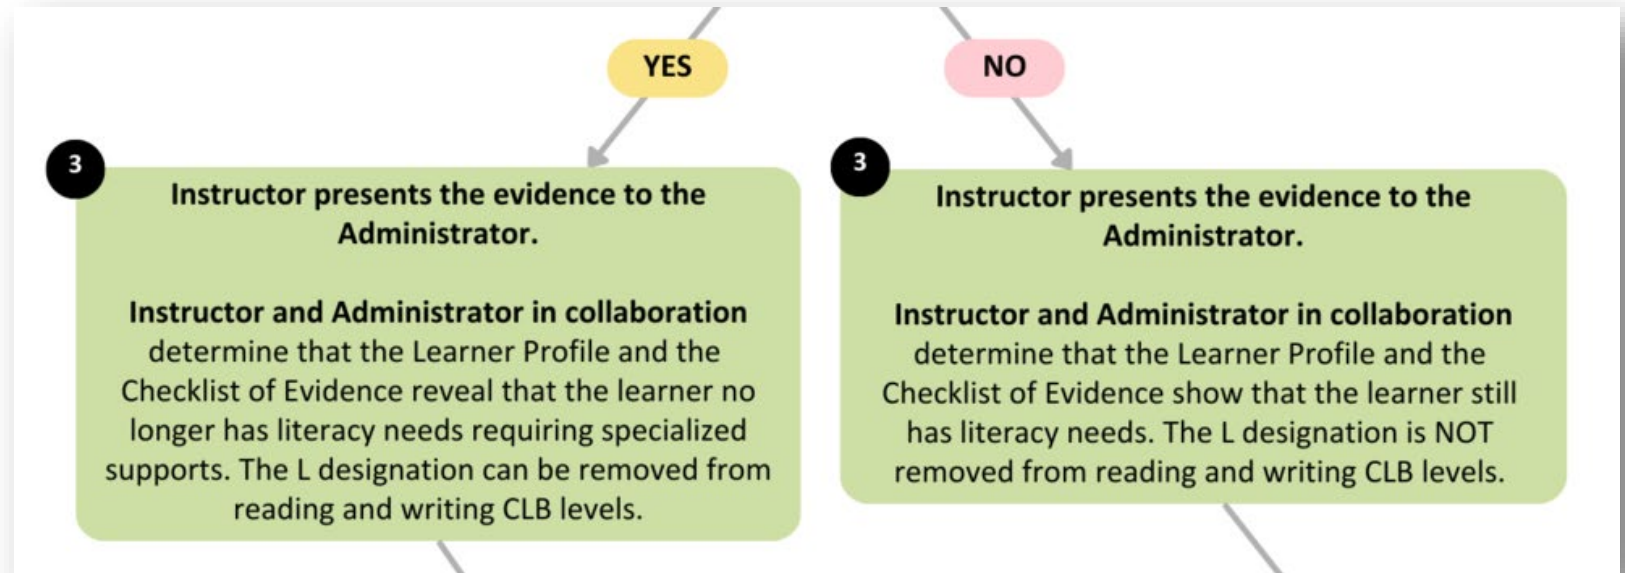 YES
NO
3
Instructor presents the evidence to the
Administrator.
Instructor and Administrator in collaboration
determine that the Learner Profile and the
Checklist of Evidence reveal that the learner no
longer has literacy needs requiring specialized
supports. The L designation can be removed from
reading and writing CLB levels.
3
Instructor presents the evidence to the
Administrator.
Instructor and Administrator in collaboration
determine that the Learner Profile and the
Checklist of Evidence show that the learner still
has literacy needs. The L designation is NOT
removed from reading and writing CLB levels.